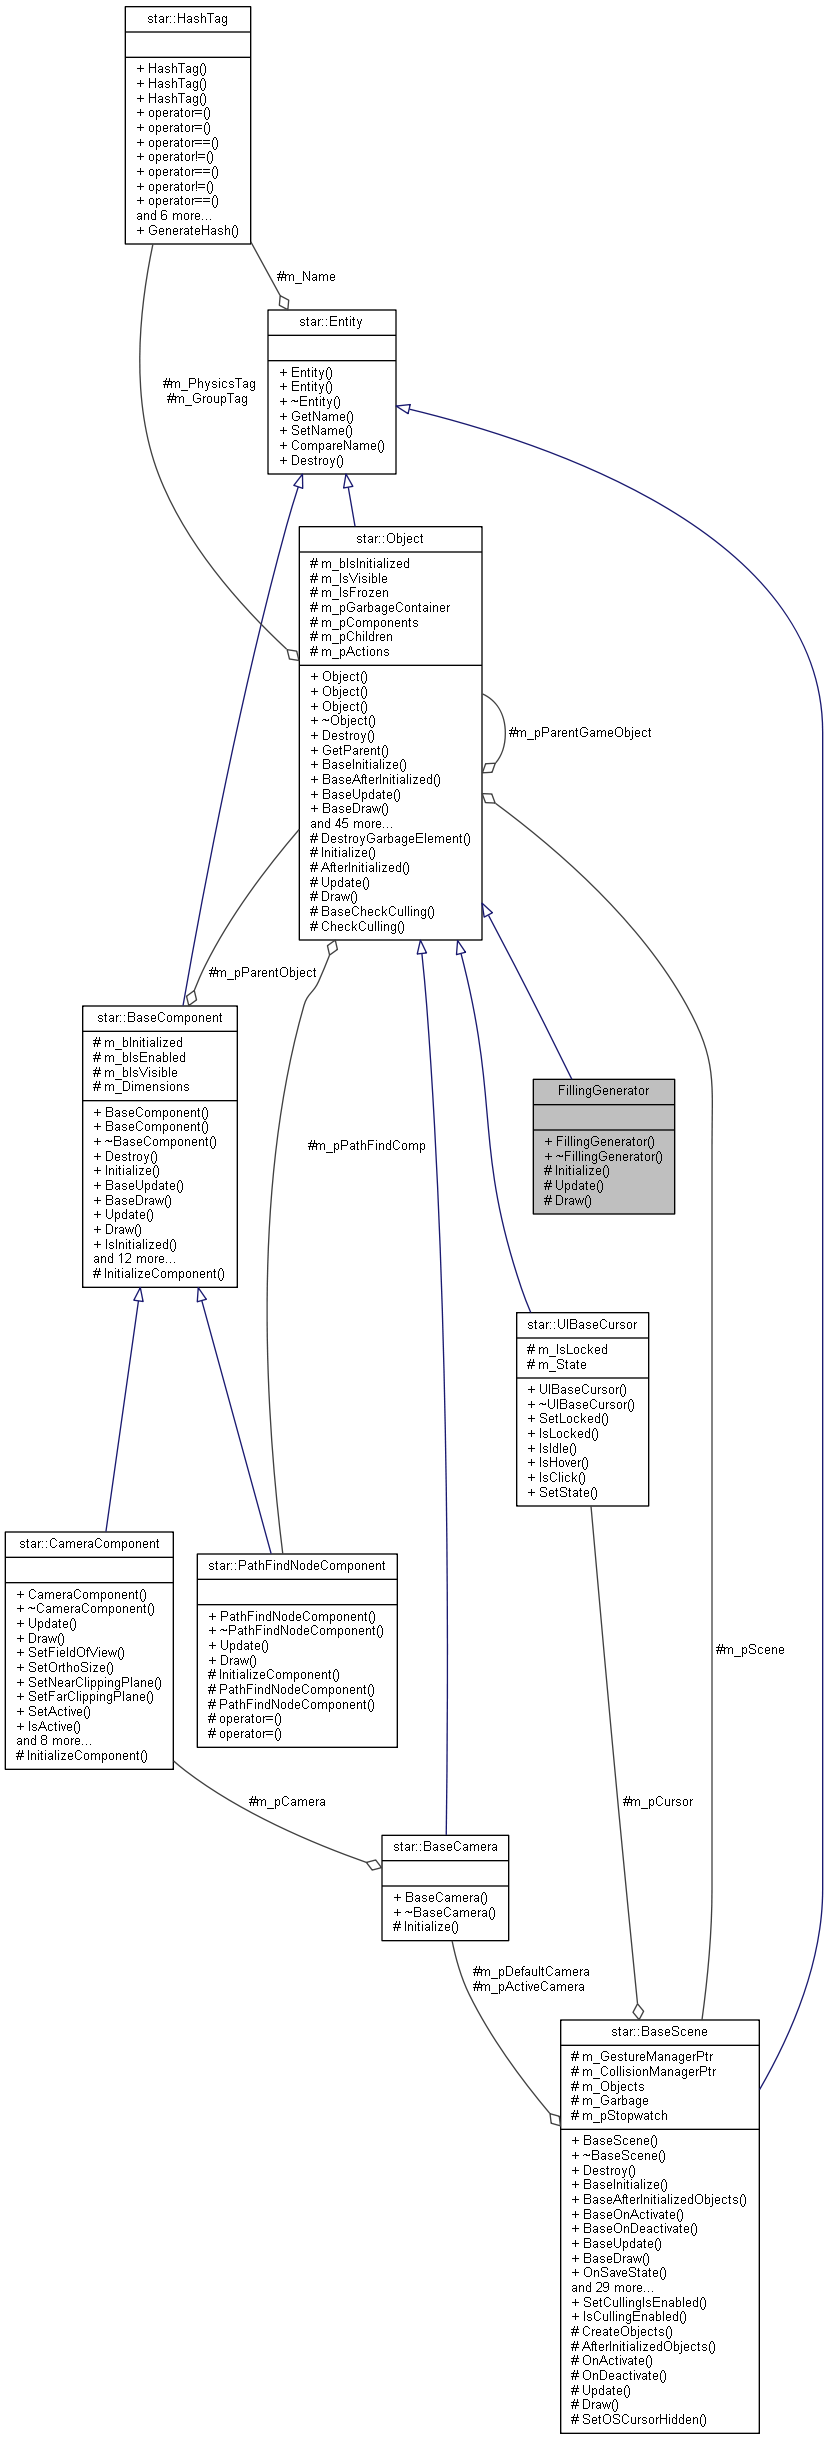 star::HashTag
+ HashTag()
+ HashTag()
+ HashTag()
+ operator=()
+ operator=()
+ operator==()
+ operator!=()
+ operator==()
+ operator!=()
+ operator==()
and 6 more...
+ GenerateHash()
#m_Name
star::Entity
+ Entity()
+ Entity()
+ ~Entity()
+ GetName()
+ SetName()
+ CompareName()
+ Destroy()
#m_PhysicsTag
#m_GroupTag
star::Object
# m_bIsInitialized
# m_IsVisible
# m_IsFrozen
# m_pGarbageContainer
# m_pComponents
# m_pChildren
# m_pActions
+ Object()
+ Object()
+ Object()
+ ~Object()
+ Destroy()
+ GetParent()
+ BaseInitialize()
+ BaseAfterInitialized()
+ BaseUpdate()
+ BaseDraw()
and 45 more...
# DestroyGarbageElement()
# Initialize()
# AfterInitialized()
# Update()
# Draw()
# BaseCheckCulling()
# CheckCulling()
#m_pParentGameObject
#m_pParentObject
star::BaseComponent
# m_bInitialized
# m_bIsEnabled
# m_bIsVisible
# m_Dimensions
+ BaseComponent()
+ BaseComponent()
+ ~BaseComponent()
+ Destroy()
+ Initialize()
+ BaseUpdate()
+ BaseDraw()
+ Update()
+ Draw()
+ IsInitialized()
and 12 more...
# InitializeComponent()
#m_pPathFindComp
FillingGenerator
+ FillingGenerator()
+ ~FillingGenerator()
# Initialize()
# Update()
# Draw()
star::UIBaseCursor
# m_IsLocked
# m_State
+ UIBaseCursor()
+ ~UIBaseCursor()
+ SetLocked()
+ IsLocked()
+ IsIdle()
+ IsHover()
+ IsClick()
+ SetState()
star::CameraComponent
+ CameraComponent()
+ ~CameraComponent()
+ Update()
+ Draw()
+ SetFieldOfView()
+ SetOrthoSize()
+ SetNearClippingPlane()
+ SetFarClippingPlane()
+ SetActive()
+ IsActive()
and 8 more...
# InitializeComponent()
star::PathFindNodeComponent
+ PathFindNodeComponent()
+ ~PathFindNodeComponent()
+ Update()
+ Draw()
# InitializeComponent()
# PathFindNodeComponent()
# PathFindNodeComponent()
# operator=()
# operator=()
#m_pScene
#m_pCamera
#m_pCursor
star::BaseCamera
+ BaseCamera()
+ ~BaseCamera()
# Initialize()
#m_pDefaultCamera
#m_pActiveCamera
star::BaseScene
# m_GestureManagerPtr
# m_CollisionManagerPtr
# m_Objects
# m_Garbage
# m_pStopwatch
+ BaseScene()
+ ~BaseScene()
+ Destroy()
+ BaseInitialize()
+ BaseAfterInitializedObjects()
+ BaseOnActivate()
+ BaseOnDeactivate()
+ BaseUpdate()
+ BaseDraw()
+ OnSaveState()
and 29 more...
+ SetCullingIsEnabled()
+ IsCullingEnabled()
# CreateObjects()
# AfterInitializedObjects()
# OnActivate()
# OnDeactivate()
# Update()
# Draw()
# SetOSCursorHidden()